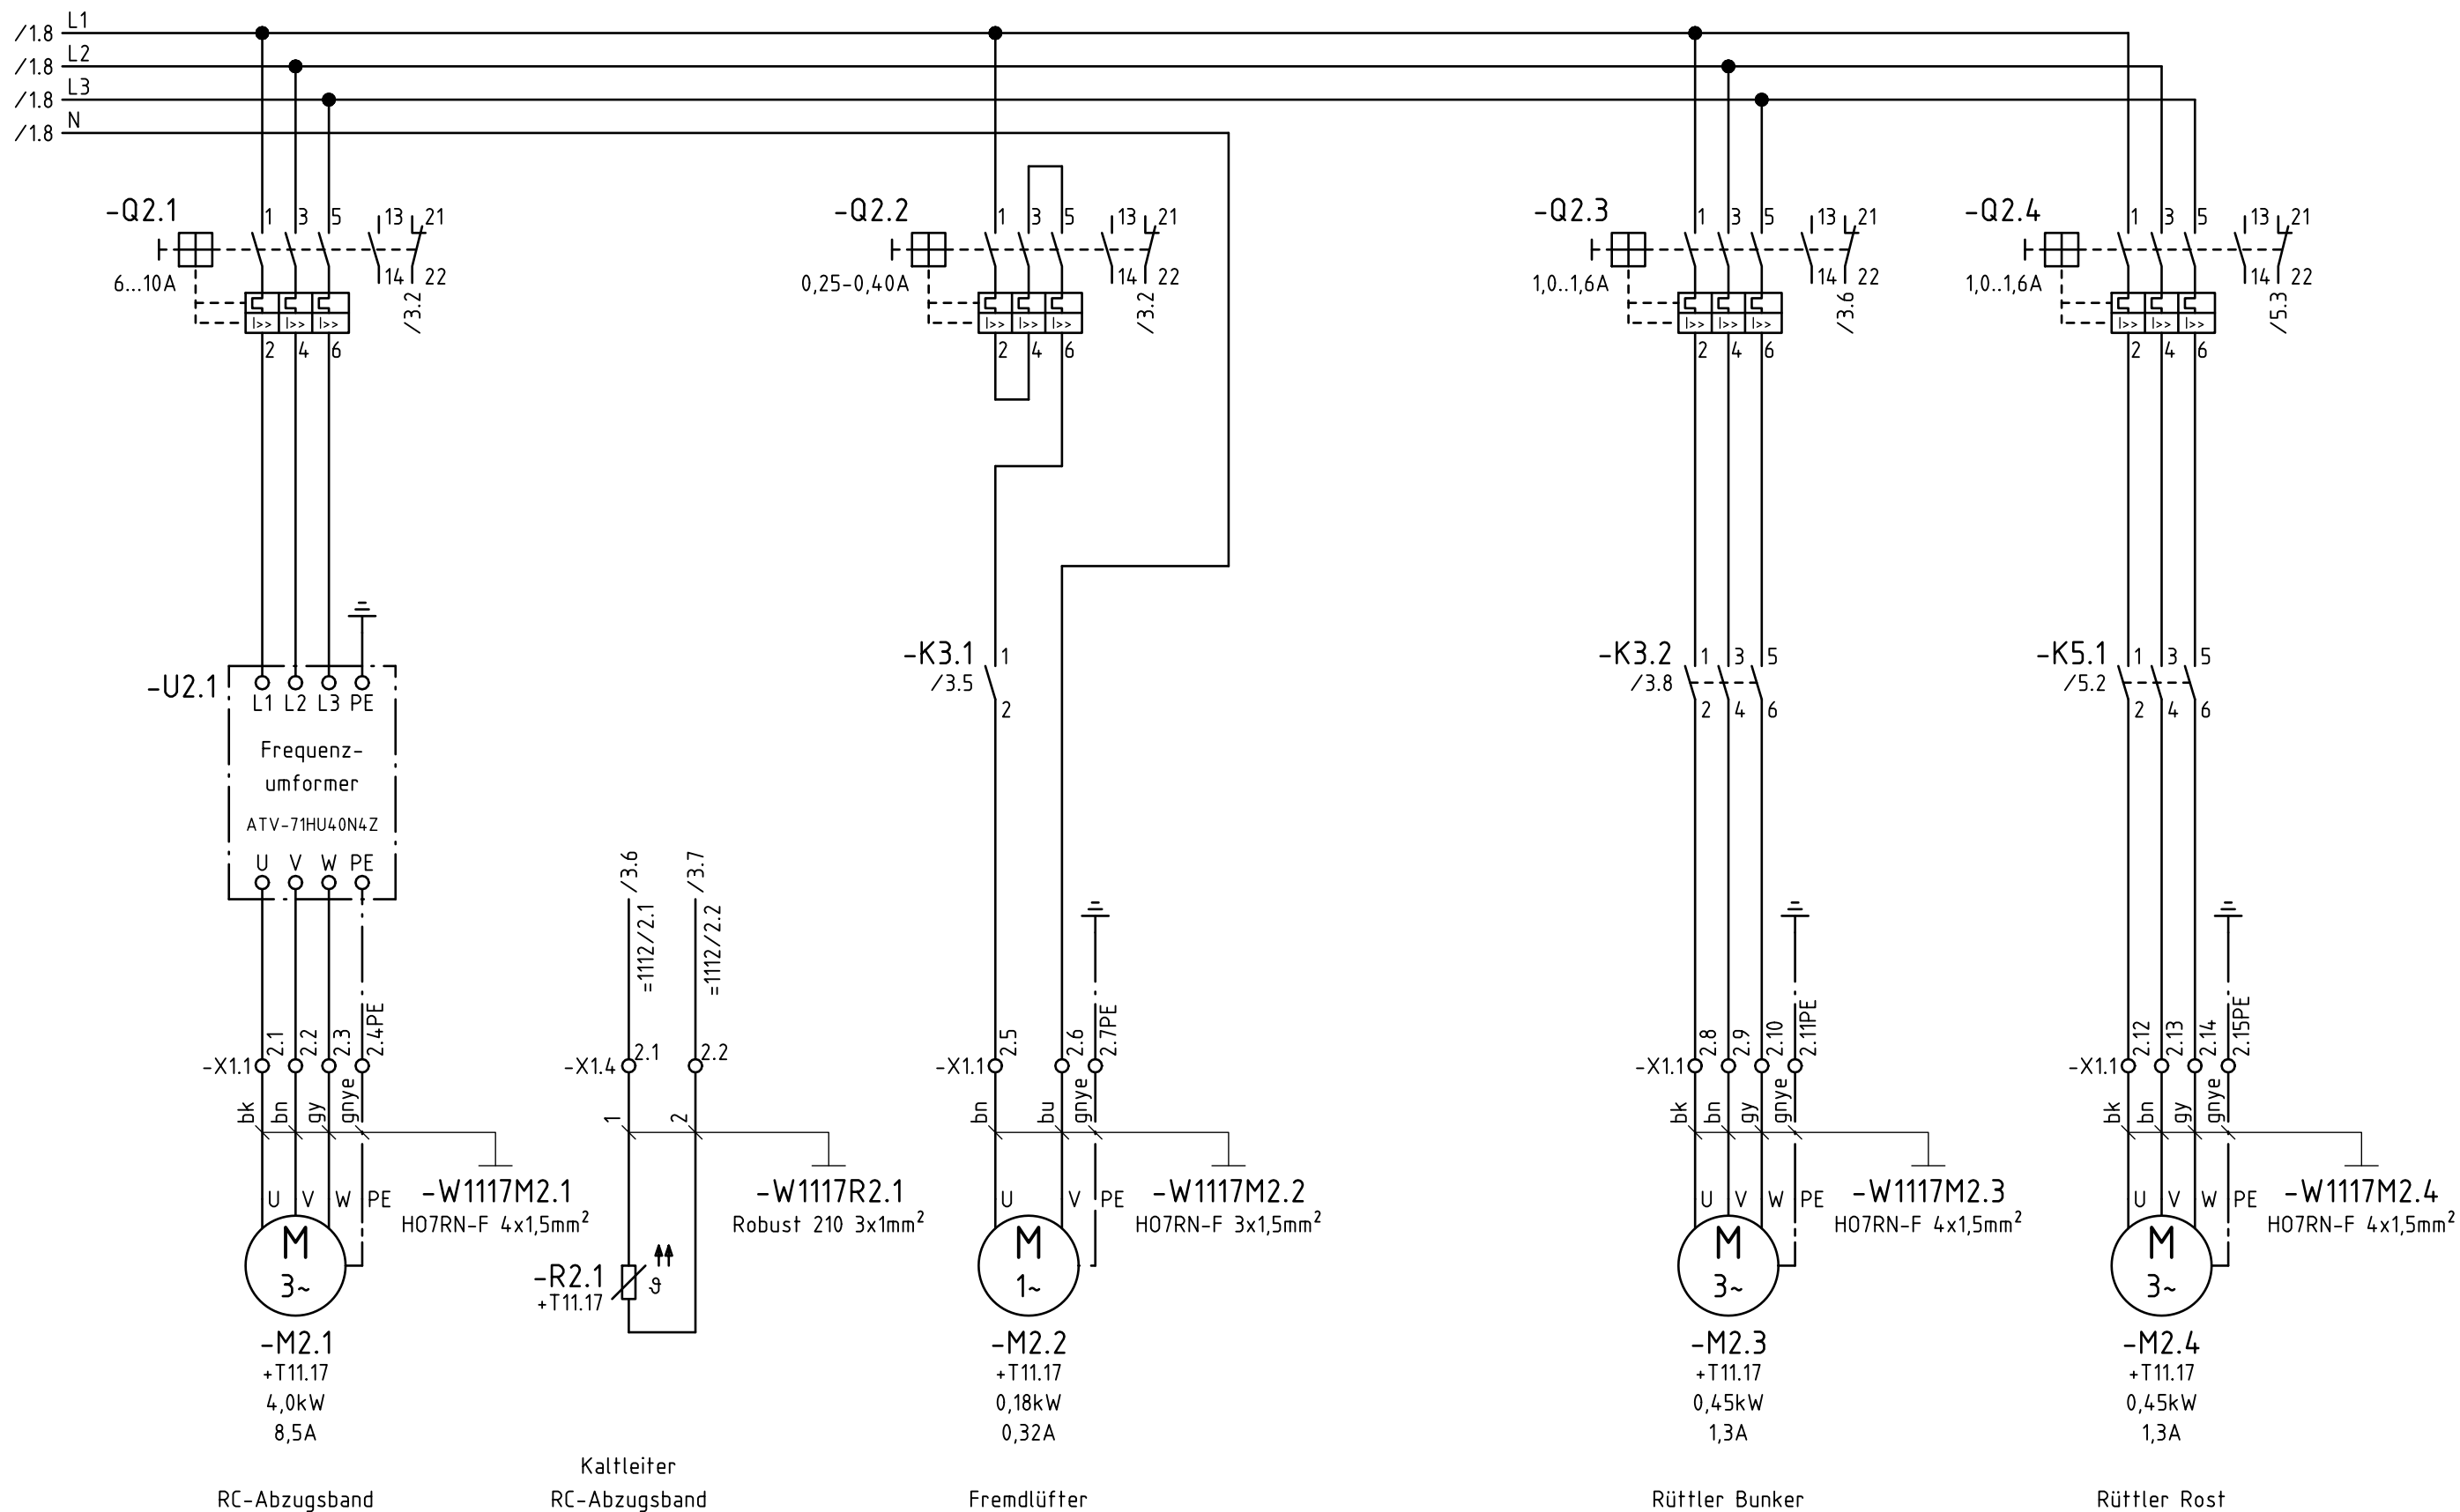 /1.8 L1
/1.8 L2
/1.8 L3
/1.8 N
-Q2.1
1 3 5 13 21
6...10A
14 22
I>> I>> I>>
2 4 6
/3.2
-Q2.2
1 3 5 13 21
0,25-0,40A
14 22
I>> I>> I>>
2 4 6
/3.2
-Q2.3
1 3 5 13 21
1,0..1,6A
14 22
I>> I>> I>>
2 4 6
/3.6
-Q2.4
1 3 5 13 21
1,0..1,6A
14 22
I>> I>> I>>
2 4 6
/5.3
-U2.1
L1 L2 L3 PE
Frequenz-
umformer
ATV-71HU40N4Z
U V W PE
-K3.1
/3.5
1
2
-K3.2
/3.8
1 3 5
2 4 6
-K5.1
/5.2
1 3 5
2 4 6
/3.6
=1112/2.1
/3.7
=1112/2.2
-X1.1 2.1 2.2 2.3 2.4PE
bk bn gy gnye
-X1.4 2.1 2.2
1 2
-X1.1 2.5 2.6 2.7PE
bn bu gnye
-X1.1 2.8 2.9 2.10 2.11PE
bk bn gy gnye
-X1.1 2.12 2.13 2.14 2.15PE
bk bn gy gnye
U V W PE
-W1117M2.1
H07RN-F 4x1,5mm²
-W1117R2.1
Robust 210 3x1mm²
U V PE
-W1117M2.2
H07RN-F 3x1,5mm²
U V W PE
-W1117M2.3
H07RN-F 4x1,5mm²
U V W PE
-W1117M2.4
H07RN-F 4x1,5mm²
M
3~
-M2.1
+T11.17
4,0kW
8,5A
RC-Abzugsband
-R2.1
+T11.17
ϑ
Kaltleiter
RC-Abzugsband
M
1~
-M2.2
+T11.17
0,18kW
0,32A
Fremdlüfter
M
3~
-M2.3
+T11.17
0,45kW
1,3A
Rüttler Bunker
M
3~
-M2.4
+T11.17
0,45kW
1,3A
Rüttler Rost